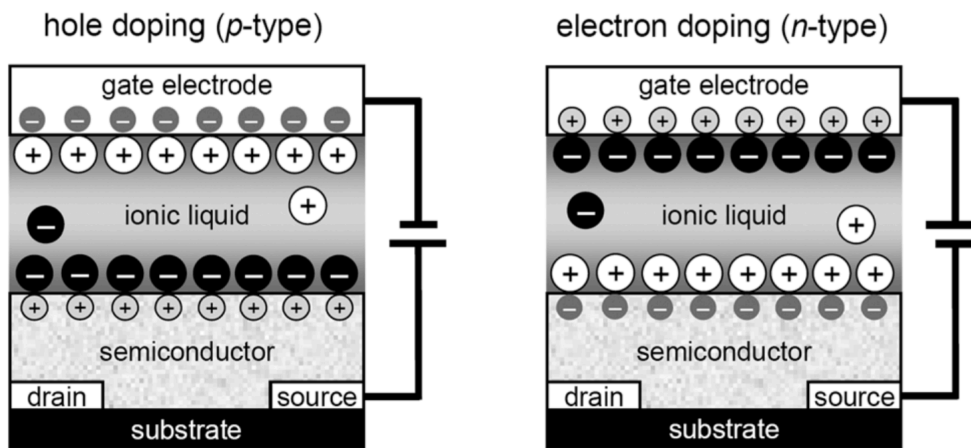 hole doping (p-type)
electron doping (n-type)
gate electrode
− − − − − − − −
+ + + + + + + +
ionic liquid
+
−
− − − − − − − −
+ + + + + + + +
semiconductor
drain
source
substrate
gate electrode
+ + + + + + + +
− − − − − − − −
−
ionic liquid
+
+ + + + + + + +
− − − − − − − −
semiconductor
drain
source
substrate